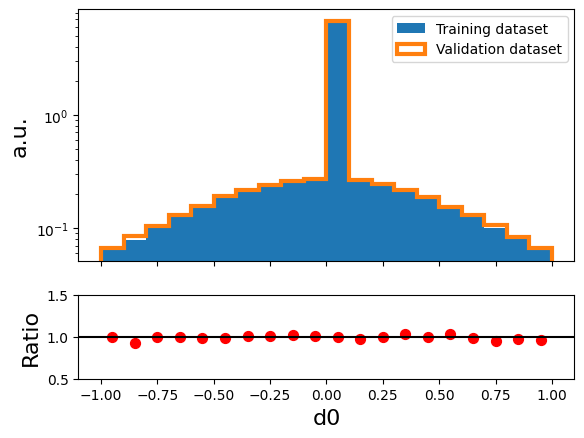 Training dataset
Validation dataset
a.u.
10⁰
10⁻¹
1.5
1.0
0.5
Ratio
−1.00 −0.75 −0.50 −0.25 0.00 0.25 0.50 0.75 1.00
d0